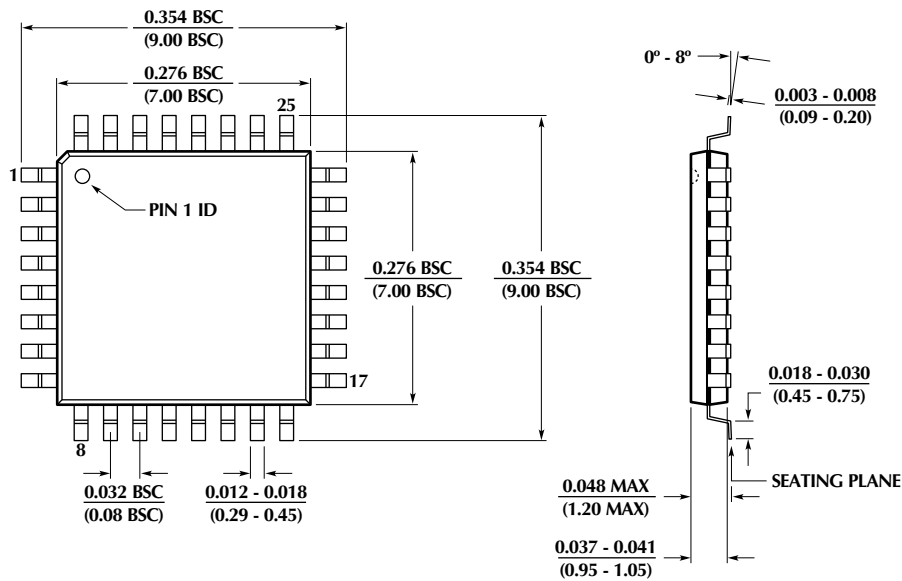 0.354 BSC
(9.00 BSC)
0.276 BSC
(7.00 BSC)
25
1
PIN 1 ID
0.276 BSC
(7.00 BSC)
0.354 BSC
(9.00 BSC)
17
8
0.032 BSC
(0.08 BSC)
0.012 - 0.018
(0.29 - 0.45)
0º - 8º
0.003 - 0.008
(0.09 - 0.20)
0.018 - 0.030
(0.45 - 0.75)
SEATING PLANE
0.048 MAX
(1.20 MAX)
0.037 - 0.041
(0.95 - 1.05)